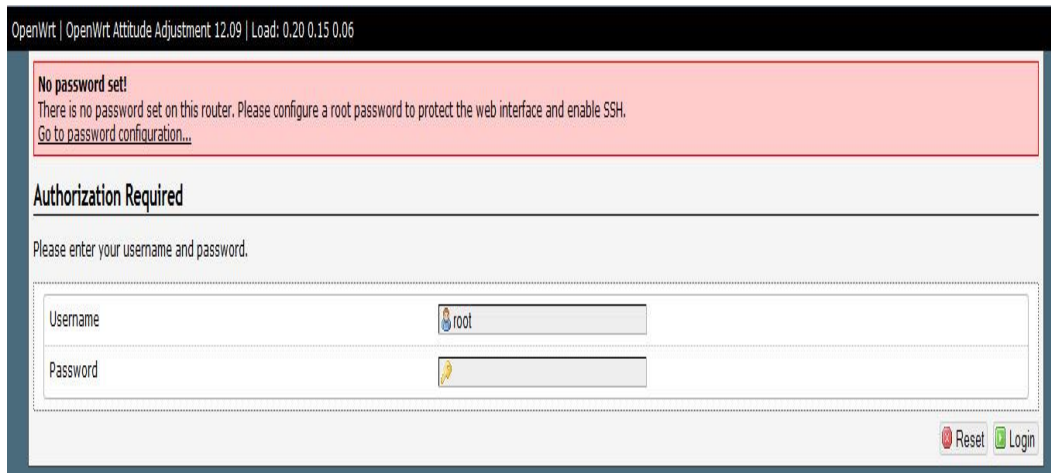 OpenWrt | OpenWrt Attitude Adjustment 12.09 | Load: 0.20 0.15 0.06
No password set!
There is no password set on this router. Please configure a root password to protect the web interface and enable SSH.
Go to password configuration...
Authorization Required
Please enter your username and password.
Username root
Password
Reset Login